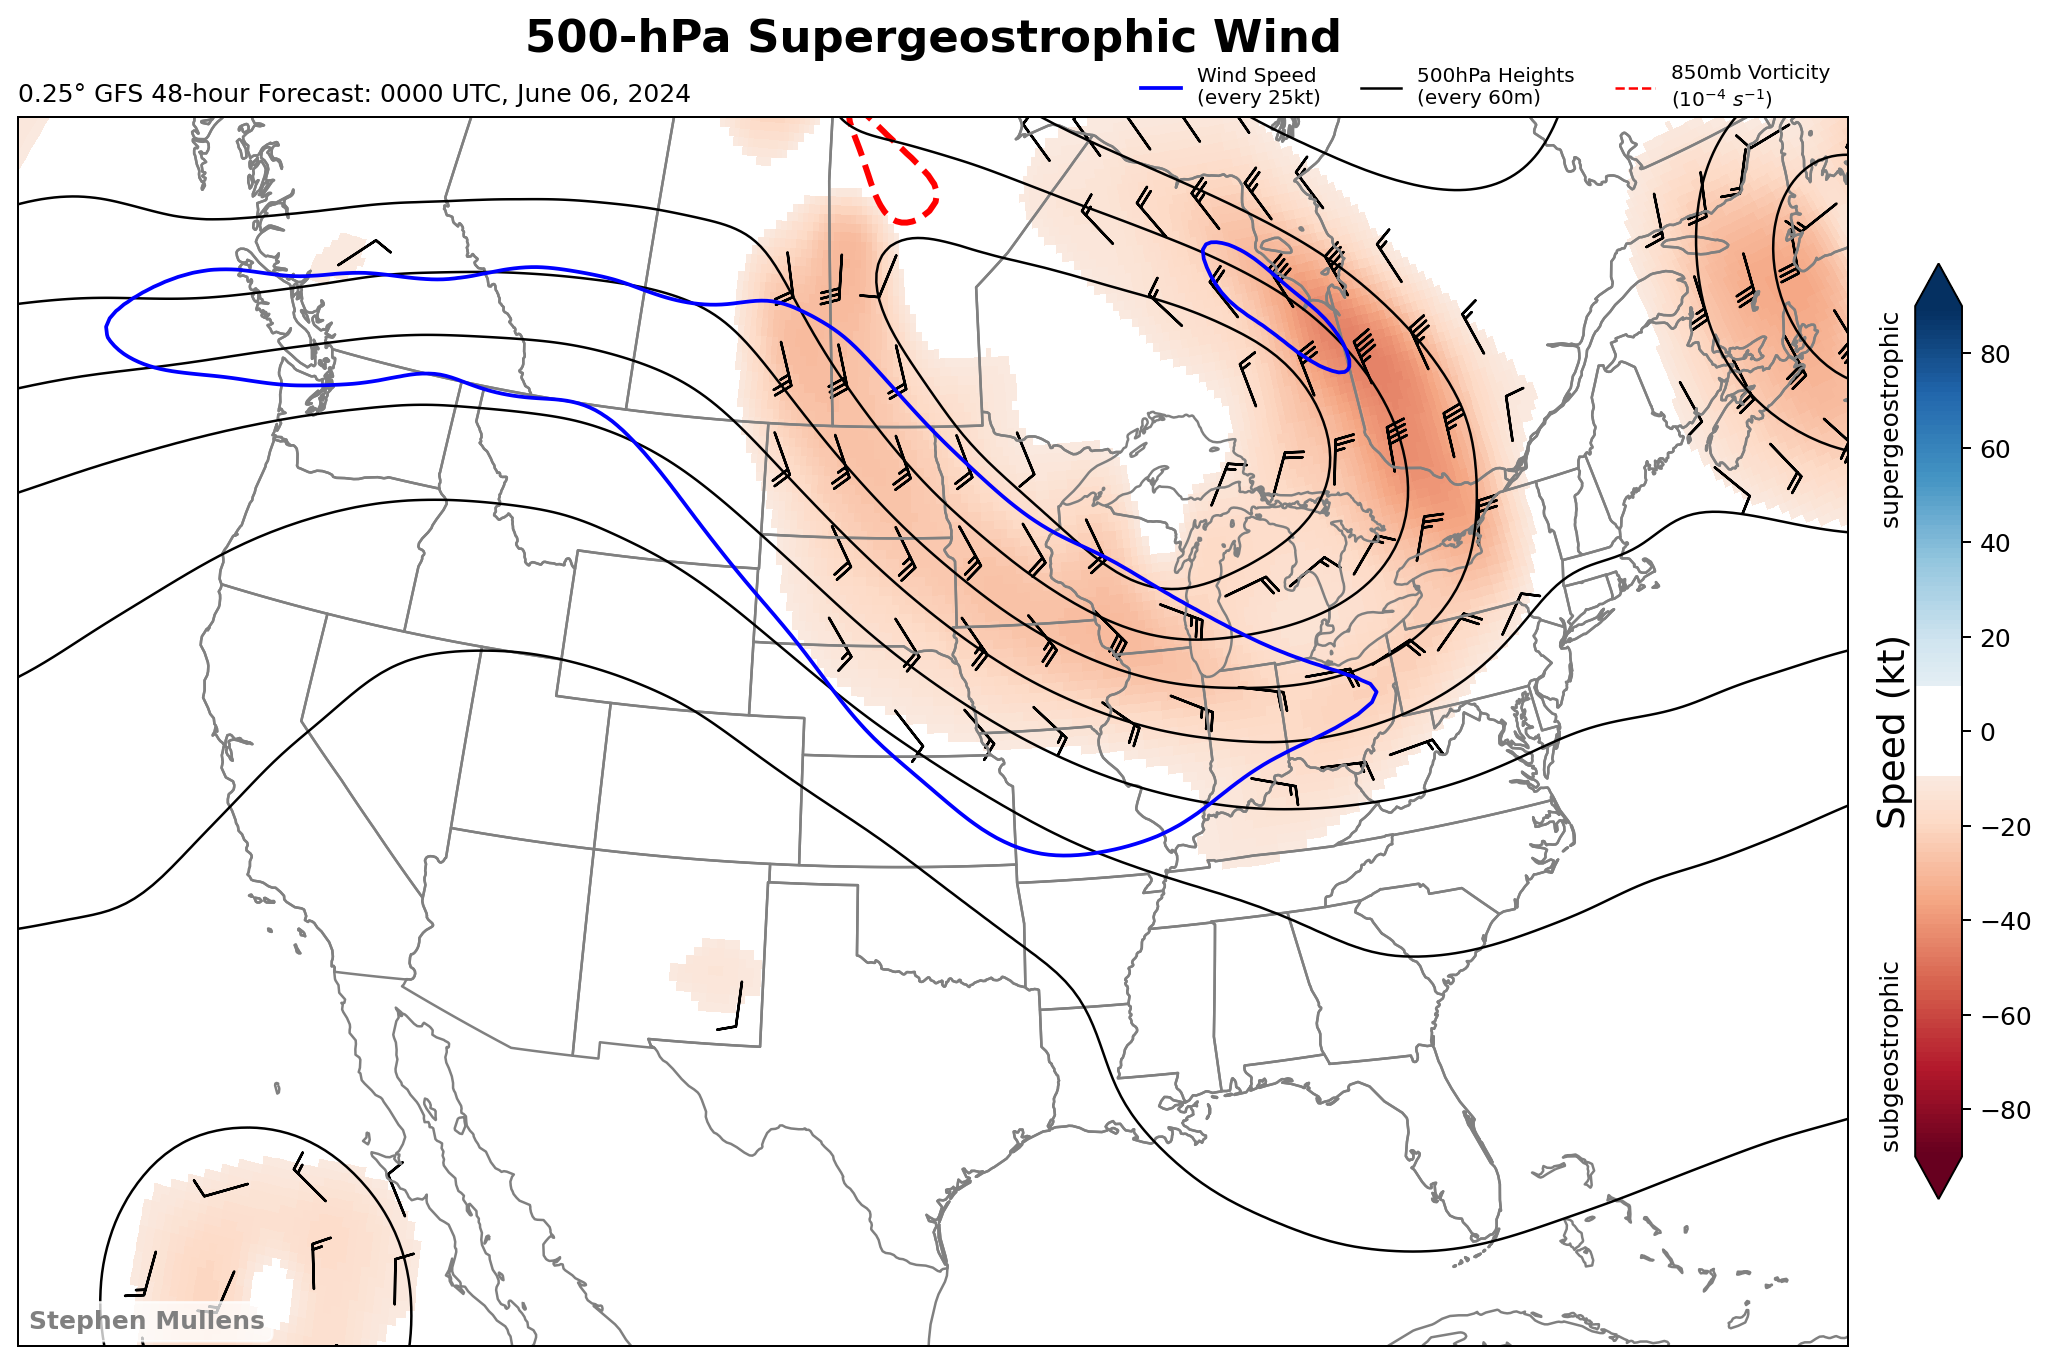 500-hPa Supergeostrophic Wind
0.25° GFS 48-hour Forecast: 0000 UTC, June 06, 2024
Wind Speed
(every 25kt)
500hPa Heights
(every 60m)
850mb Vorticity
(10⁻⁴ s⁻¹)
supergeostrophic
Speed (kt)
subgeostrophic
80
60
40
20
0
−20
−40
−60
−80
Stephen Mullens